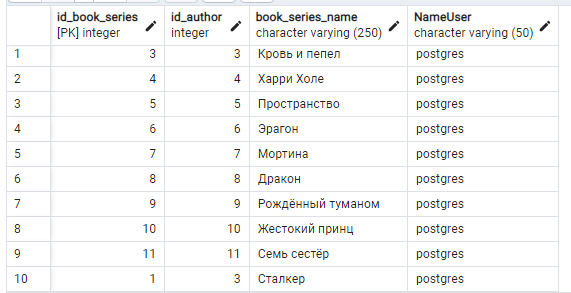 id_book_series id_author book_series_name NameUser
[PK] integer integer character varying (250) character varying (50)
1 3 3 Кровь и пепел postgres
2 4 4 Харри Холе postgres
3 5 5 Пространство postgres
4 6 6 Эрагон postgres
5 7 7 Мортина postgres
6 8 8 Дракон postgres
7 9 9 Рождённый туманом postgres
8 10 10 Жестокий принц postgres
9 11 11 Семь сестёр postgres
10 1 3 Сталкер postgres